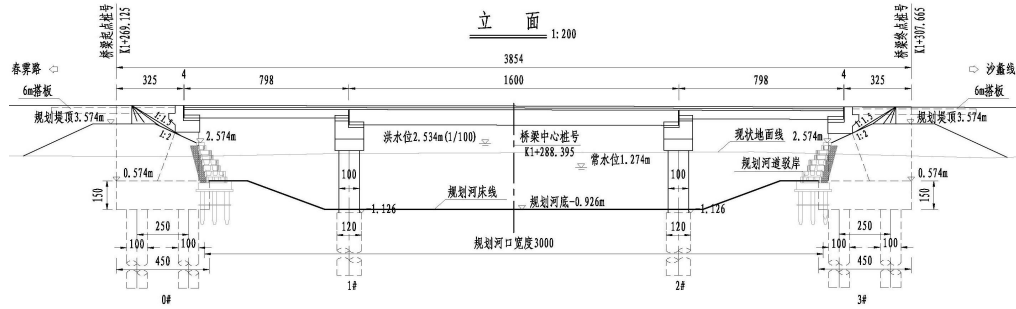 立 面
1:200
桥梁起点桩号
K1+269.125
桥梁终点桩号
K1+307.665
3854
春霁路
沙蠡线
325
4
798
1600
798
4
325
6m搭板
6m搭板
规划堤顶3.574m
1:1.5
1:2
2.574m
洪水位2.534m(1/100)
桥梁中心桩号
K1+288.395
常水位1.274m
现状地面线
2.574m
1:1.5
1:2
规划堤顶3.574m
规划河道驳岸
0.574m
0.574m
150
150
100
100
规划河床线
规划河底-0.926m
-1.126
-1.126
250
100
100
120
120
250
100
100
规划河口宽度3000
450
450
0#
1#
2#
3#